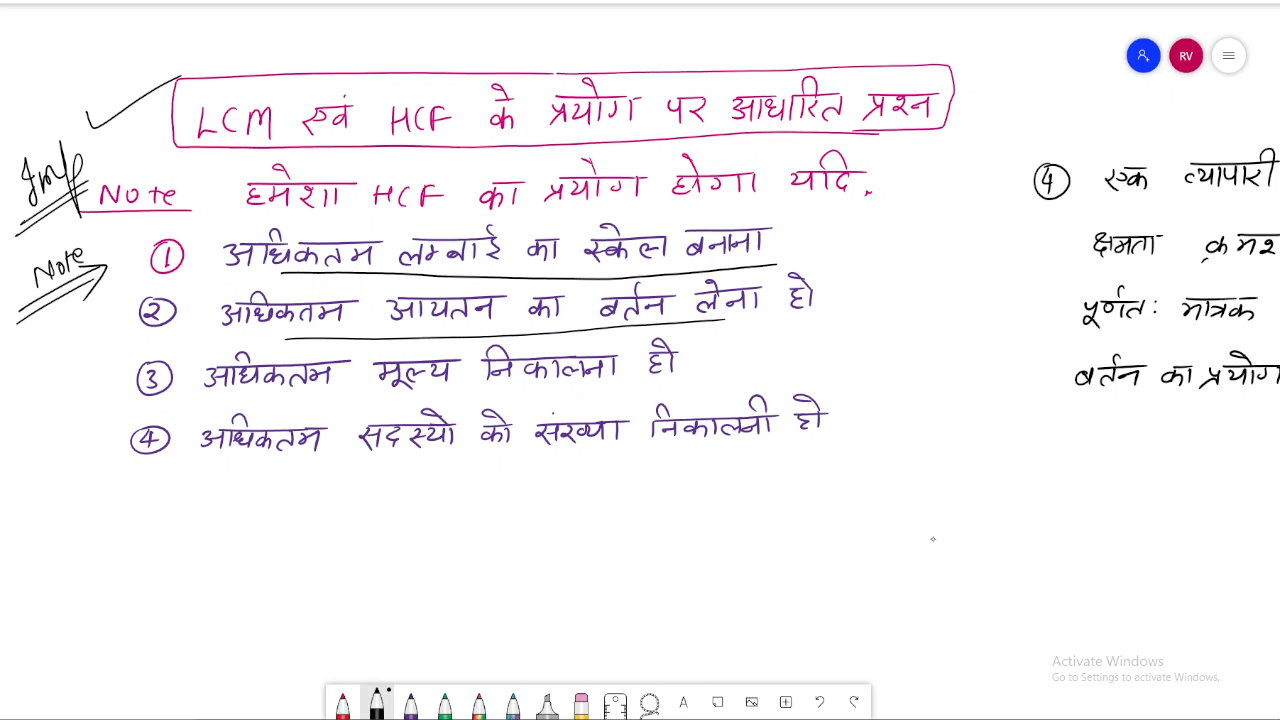 RV
LCM एवं HCF के प्रयोग पर आधारित प्रश्न
Imp
Note हमेशा HCF का प्रयोग होगा यदि.
Note
① अधिकतम लम्बाई का स्केल बनाना
② अधिकतम आयतन का बर्तन लेना हो
③ अधिकतम मूल्य निकालना हो
④ अधिकतम सदस्यो की संख्या निकालनी हो
④ एक व्यापारी
क्षमता क्रमश
पूर्णतः मात्रक
बर्तन का प्रयोग
Activate Windows
Go to Settings to activate Windows.
A